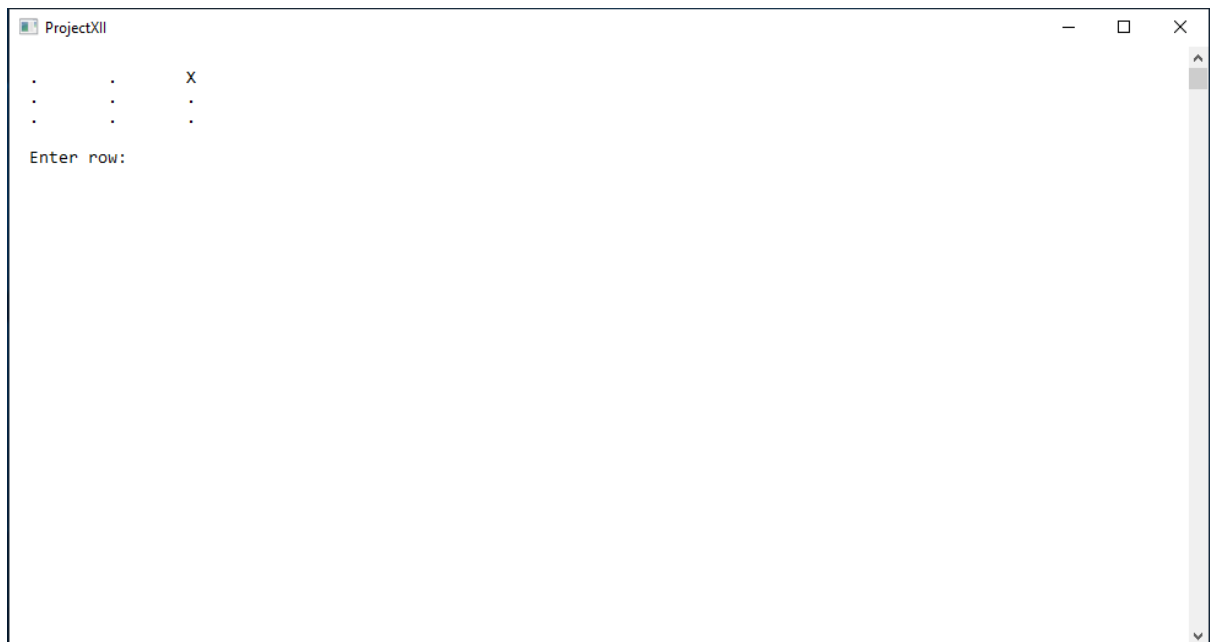 ProjectXII
. . X
. . .
. . .
Enter row: